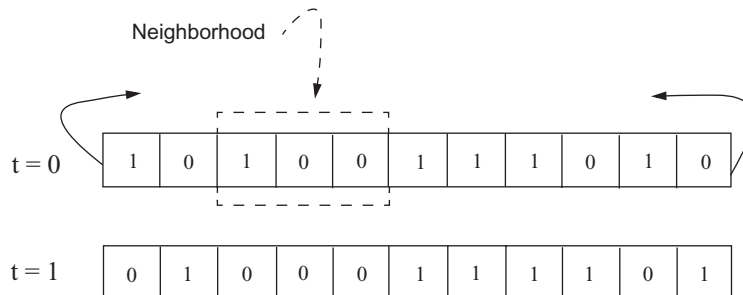 Neighborhood
t = 0 1 0 1 0 0 1 1 1 0 1 0
t = 1 0 1 0 0 0 1 1 1 1 0 1